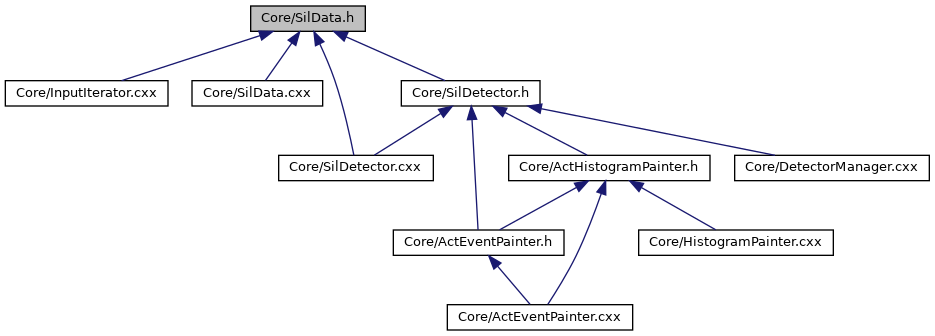 Core/SilData.h
Core/InputIterator.cxx
Core/SilData.cxx
Core/SilDetector.h
Core/SilDetector.cxx
Core/ActHistogramPainter.h
Core/DetectorManager.cxx
Core/ActEventPainter.h
Core/HistogramPainter.cxx
Core/ActEventPainter.cxx